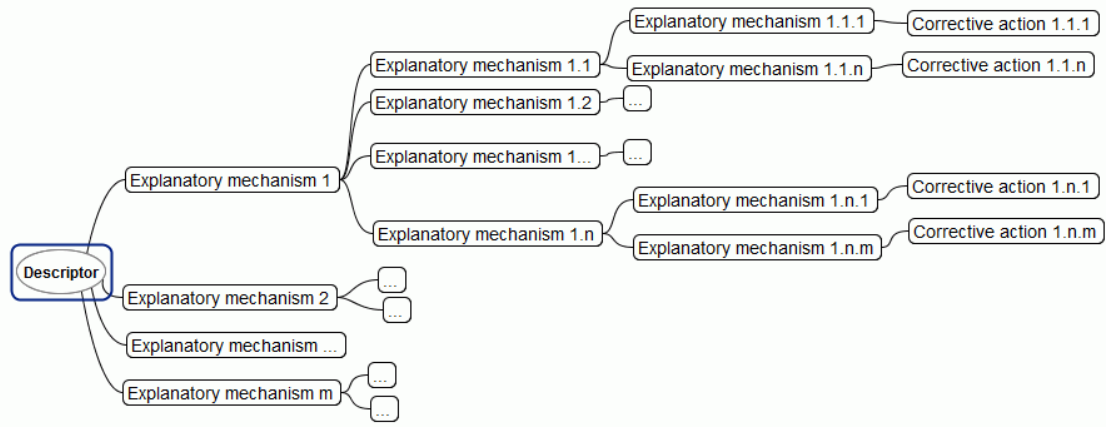 Explanatory mechanism 1.1.1
Corrective action 1.1.1
Explanatory mechanism 1.1
Explanatory mechanism 1.1.n
Corrective action 1.1.n
Explanatory mechanism 1.2
...
Explanatory mechanism 1...
...
Explanatory mechanism 1
Explanatory mechanism 1.n.1
Corrective action 1.n.1
Explanatory mechanism 1.n
Explanatory mechanism 1.n.m
Corrective action 1.n.m
Descriptor
...
Explanatory mechanism 2
...
Explanatory mechanism ...
...
Explanatory mechanism m
...